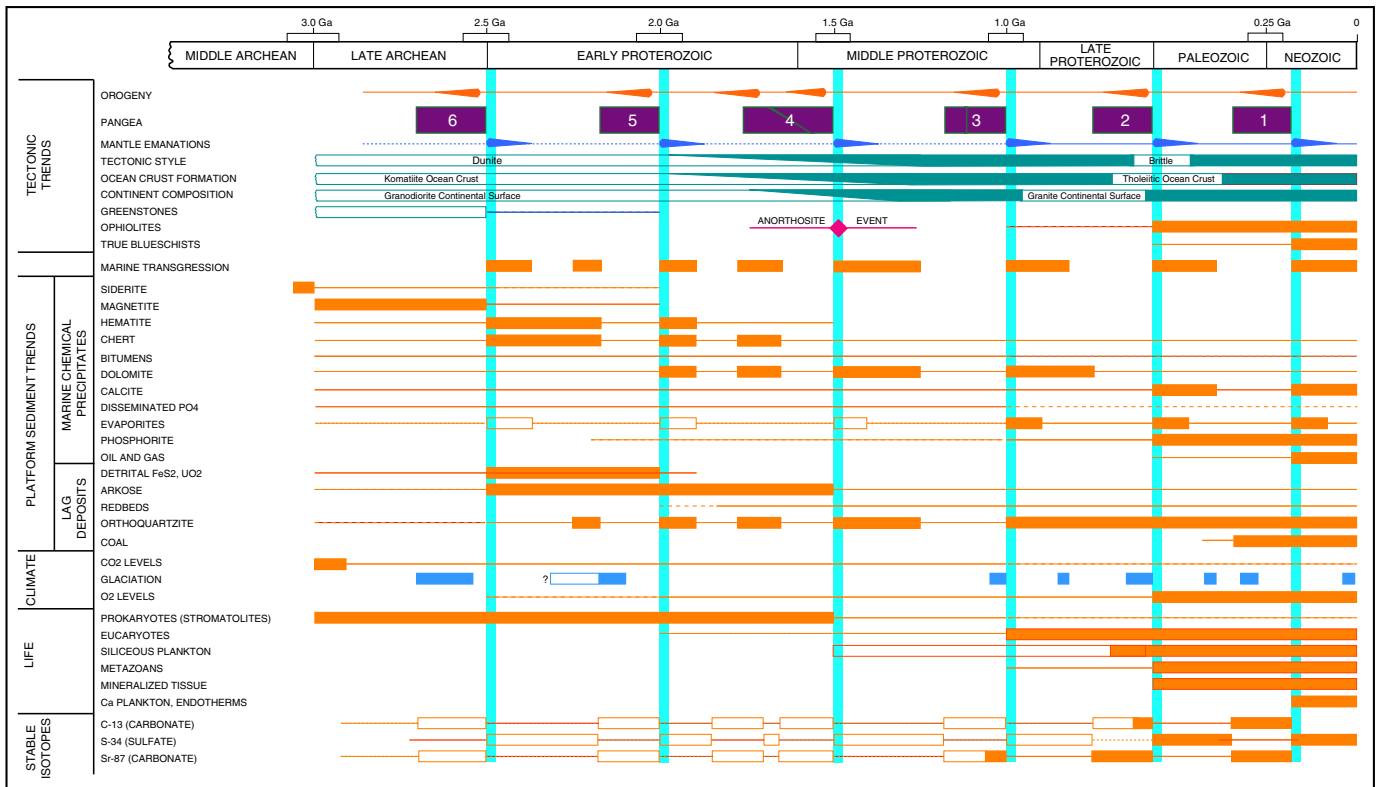 3.0 Ga 2.5 Ga 2.0 Ga 1.5 Ga 1.0 Ga 0.25 Ga 0
MIDDLE ARCHEAN LATE ARCHEAN EARLY PROTEROZOIC MIDDLE PROTEROZOIC LATE PROTEROZOIC PALEOZOIC NEOZOIC
TECTONIC TRENDS
OROGENY
PANGEA 6 5 4 3 2 1
MANTLE EMANATIONS
TECTONIC STYLE Dunite Brittle
OCEAN CRUST FORMATION Komatiite Ocean Crust Tholeiitic Ocean Crust
CONTINENT COMPOSITION Granodiorite Continental Surface Granite Continental Surface
GREENSTONES
OPHIOLITES ANORTHOSITE EVENT
TRUE BLUESCHISTS
MARINE TRANSGRESSION
PLATFORM SEDIMENT TRENDS
MARINE CHEMICAL PRECIPITATES
SIDERITE
MAGNETITE
HEMATITE
CHERT
BITUMENS
DOLOMITE
CALCITE
DISSEMINATED PO4
EVAPORITES
PHOSPHORITE
OIL AND GAS
LAG DEPOSITS
DETRITAL FeS2, UO2
ARKOSE
REDBEDS
ORTHOQUARTZITE
COAL
CLIMATE
CO2 LEVELS
GLACIATION ?
O2 LEVELS
LIFE
PROKARYOTES (STROMATOLITES)
EUCARYOTES
SILICEOUS PLANKTON
METAZOANS
MINERALIZED TISSUE
Ca PLANKTON, ENDOTHERMS
STABLE ISOTOPES
C-13 (CARBONATE)
S-34 (SULFATE)
Sr-87 (CARBONATE)